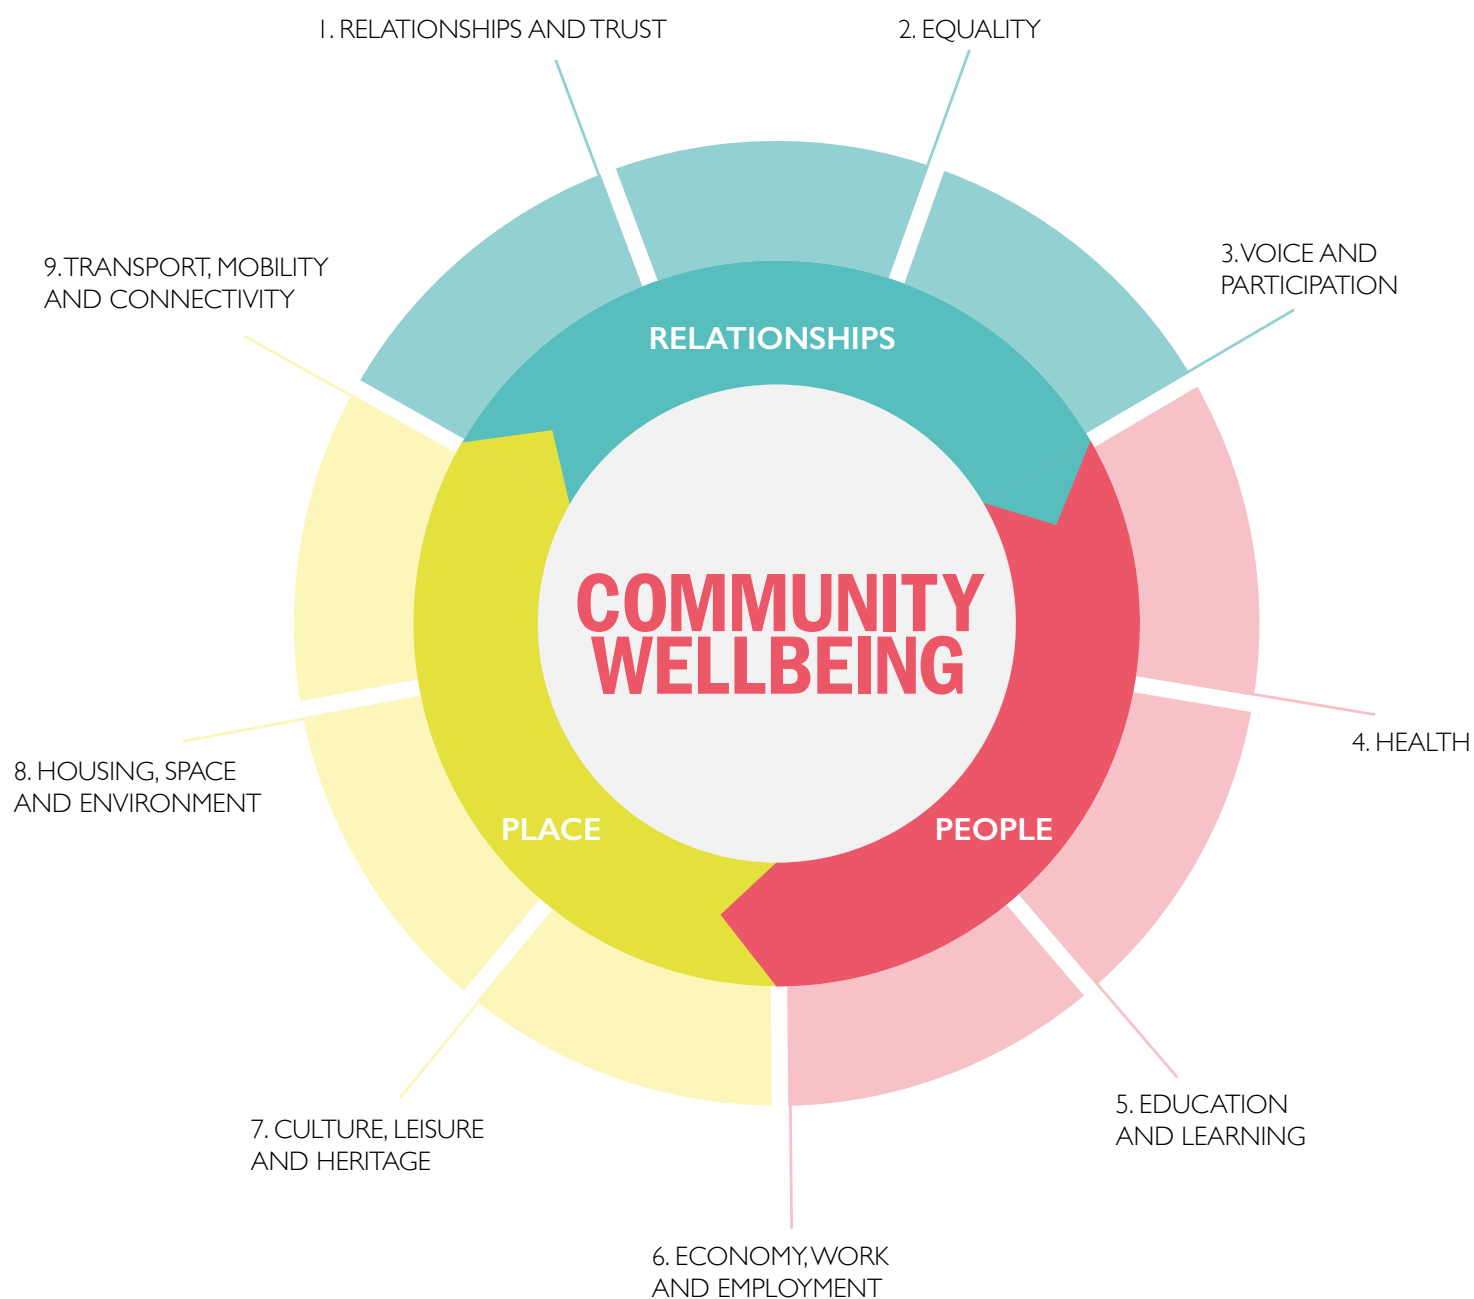 1. RELATIONSHIPS AND TRUST
2. EQUALITY
3. VOICE AND
PARTICIPATION
4. HEALTH
5. EDUCATION
AND LEARNING
6. ECONOMY, WORK
AND EMPLOYMENT
7. CULTURE, LEISURE
AND HERITAGE
8. HOUSING, SPACE
AND ENVIRONMENT
9. TRANSPORT, MOBILITY
AND CONNECTIVITY
RELATIONSHIPS
PEOPLE
PLACE
COMMUNITY
WELLBEING